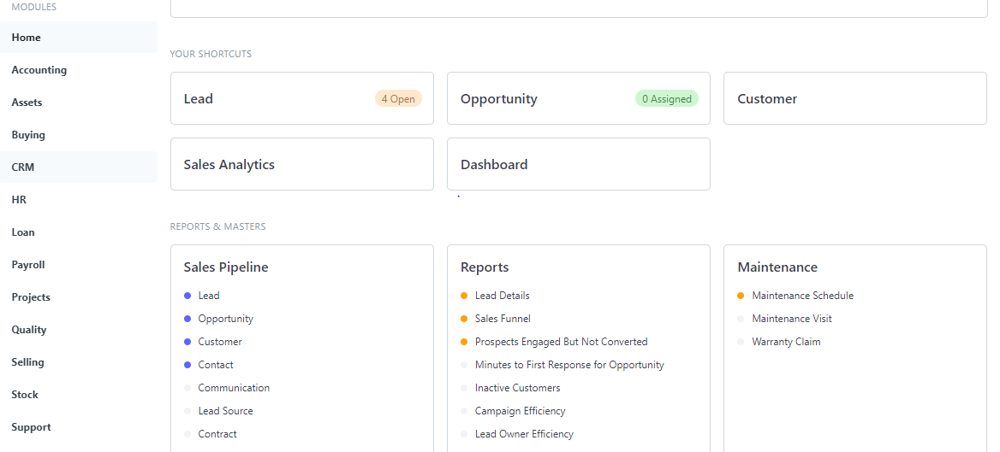 MODULES
Home
Accounting
Assets
Buying
CRM
HR
Loan
Payroll
Projects
Quality
Selling
Stock
Support
YOUR SHORTCUTS
Lead
4 Open
Opportunity
0 Assigned
Customer
Sales Analytics
Dashboard
REPORTS & MASTERS
Sales Pipeline
Lead
Opportunity
Customer
Contact
Communication
Lead Source
Contract
Reports
Lead Details
Sales Funnel
Prospects Engaged But Not Converted
Minutes to First Response for Opportunity
Inactive Customers
Campaign Efficiency
Lead Owner Efficiency
Maintenance
Maintenance Schedule
Maintenance Visit
Warranty Claim